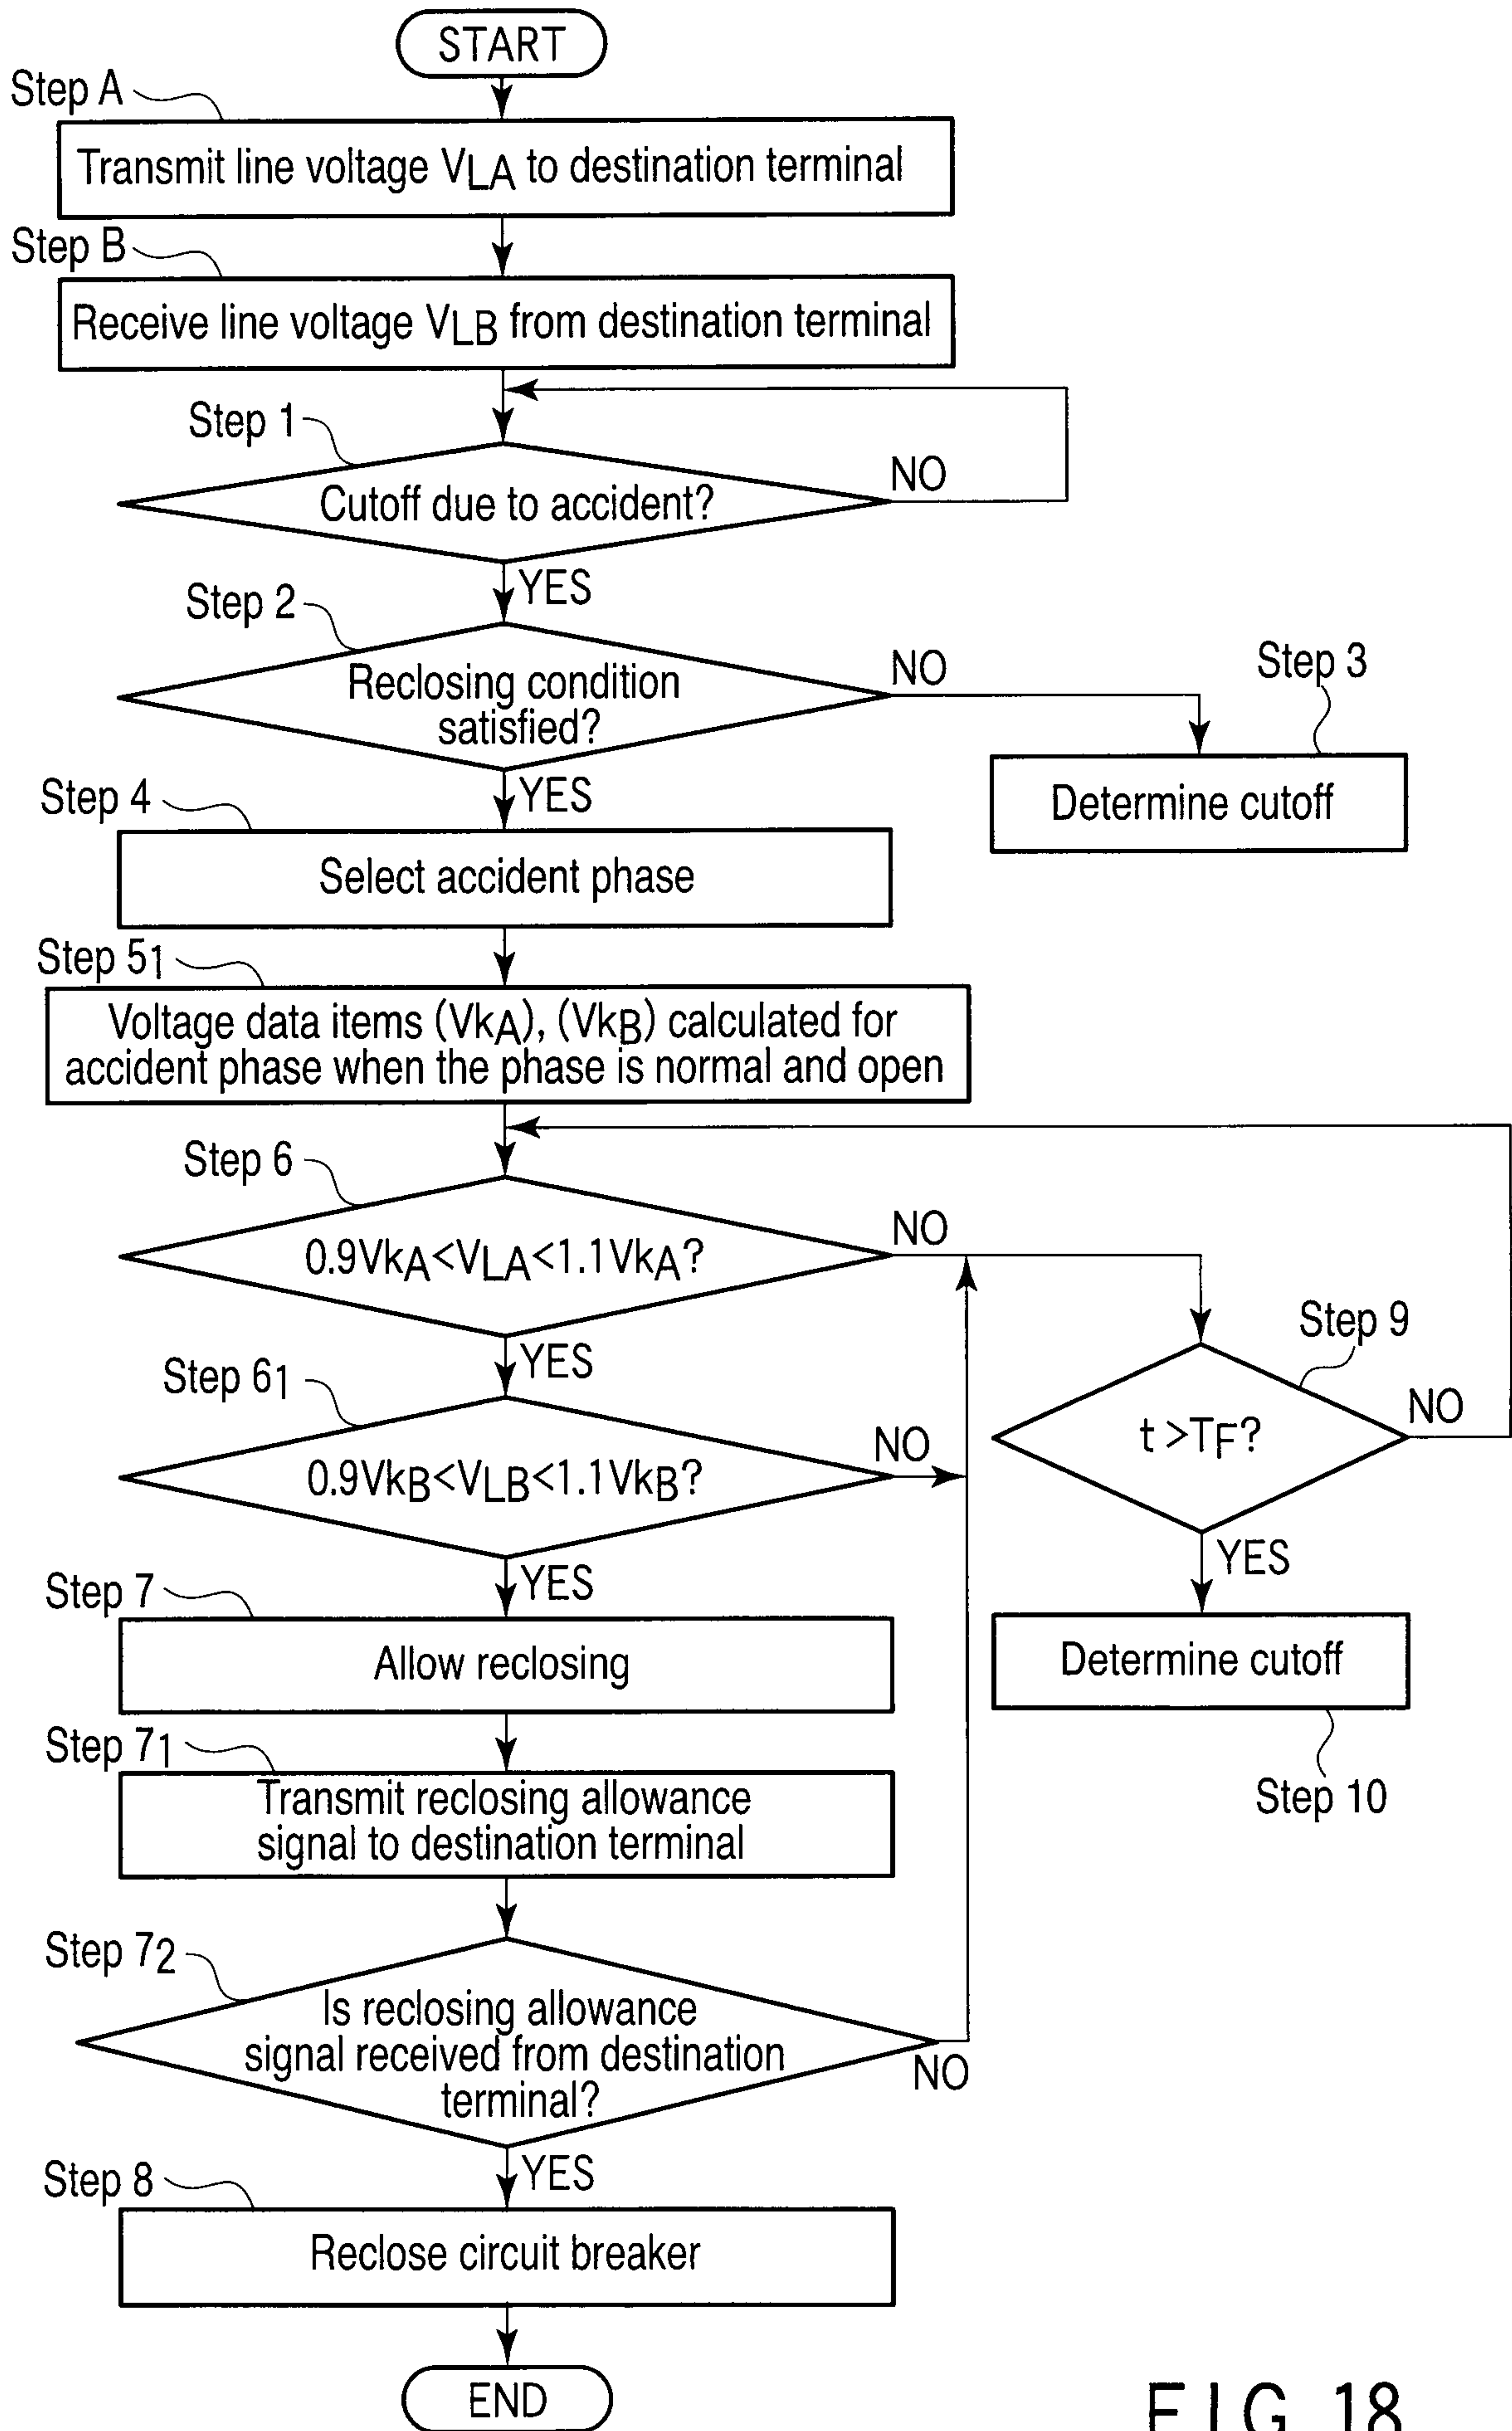 START
Step A
Transmit line voltage VLA to destination terminal
Step B
Receive line voltage VLB from destination terminal
Step 1
Cutoff due to accident?
NO
YES
Step 2
Reclosing condition
satisfied?
NO
Step 3
Determine cutoff
YES
Step 4
Select accident phase
Step 51
Voltage data items (VkA), (VkB) calculated for
accident phase when the phase is normal and open
Step 6
0.9VkA<VLA<1.1VkA?
NO
YES
Step 9
t >TF?
NO
Step 61
0.9VkB<VLB<1.1VkB?
NO
YES
YES
Step 7
Allow reclosing
Determine cutoff
Step 10
Step 71
Transmit reclosing allowance
signal to destination terminal
Step 72
Is reclosing allowance
signal received from destination
terminal?
NO
YES
Step 8
Reclose circuit breaker
END
FIG. 18